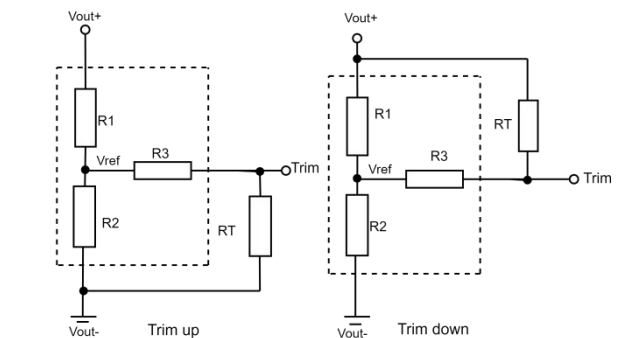 Vout+
R1
Vref
R3
Trim
R2
RT
Vout-
Trim up
Vout+
R1
RT
Vref
R3
Trim
R2
Vout-
Trim down